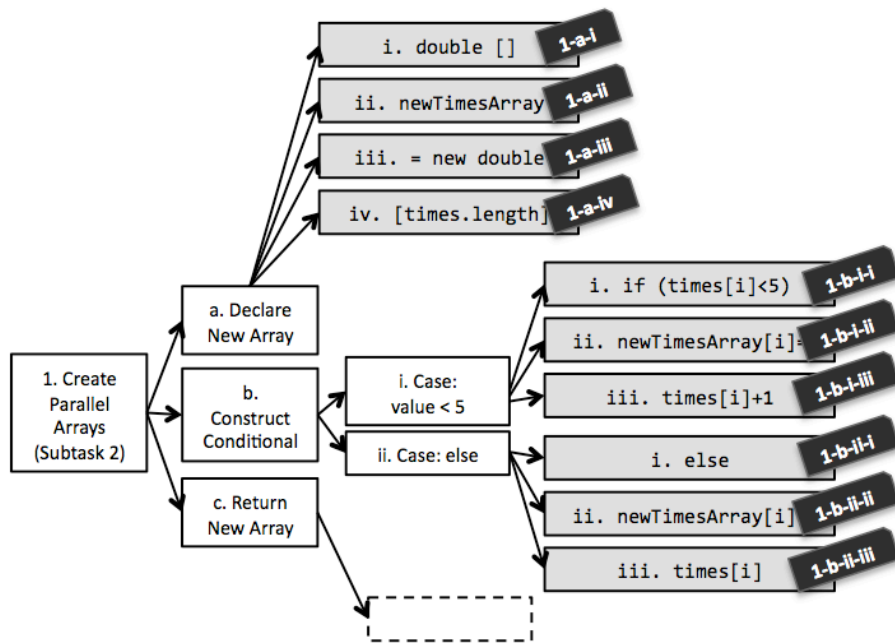 i. double []
1-a-i
ii. newTimesArray
1-a-ii
iii. = new double
1-a-iii
iv. [times.length]
1-a-iv
a. Declare
New Array
1. Create
Parallel
Arrays
(Subtask 2)
b.
Construct
Conditional
c. Return
New Array
i. Case:
value < 5
ii. Case: else
i. if (times[i]<5)
1-b-i-i
ii. newTimesArray[i]=
1-b-i-ii
iii. times[i]+1
1-b-i-iii
i. else
1-b-ii-i
ii. newTimesArray[i]
1-b-ii-ii
iii. times[i]
1-b-ii-iii